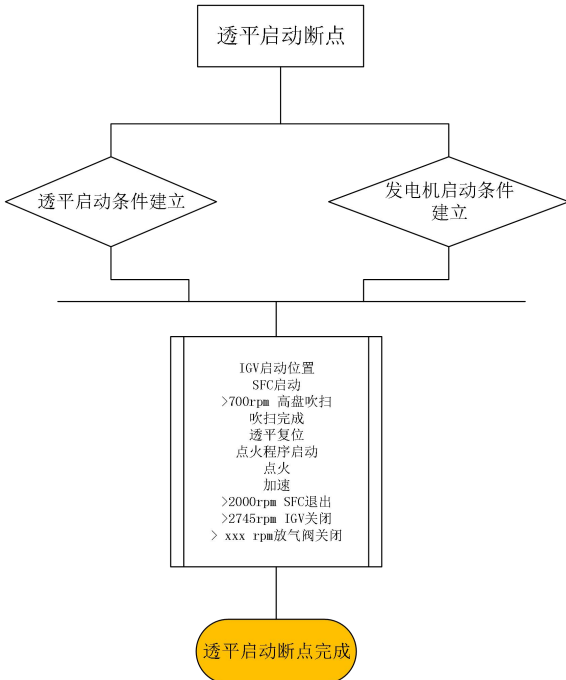 透平启动断点
透平启动条件建立
发电机启动条件
建立
IGV启动位置
SFC启动
>700rpm 高盘吹扫
吹扫完成
透平复位
点火程序启动
点火
加速
>2000rpm SFC退出
>2745rpm IGV关闭
> xxx rpm放气阀关闭
透平启动断点完成